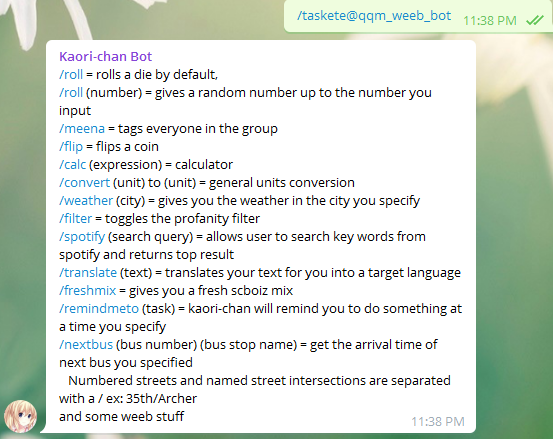 /taskete@qqm_weeb_bot
11:38 PM
Kaori-chan Bot
/roll = rolls a die by default,
/roll (number) = gives a random number up to the number you
input
/meena = tags everyone in the group
/flip = flips a coin
/calc (expression) = calculator
/convert (unit) to (unit) = general units conversion
/weather (city) = gives you the weather in the city you specify
/filter = toggles the profanity filter
/spotify (search query) = allows user to search key words from
spotify and returns top result
/translate (text) = translates your text for you into a target language
/freshmix = gives you a fresh scboiz mix
/remindmeto (task) = kaori-chan will remind you to do something at
a time you specify
/nextbus (bus number) (bus stop name) = get the arrival time of
next bus you specified
Numbered streets and named street intersections are separated
with a / ex: 35th/Archer
and some weeb stuff
11:38 PM